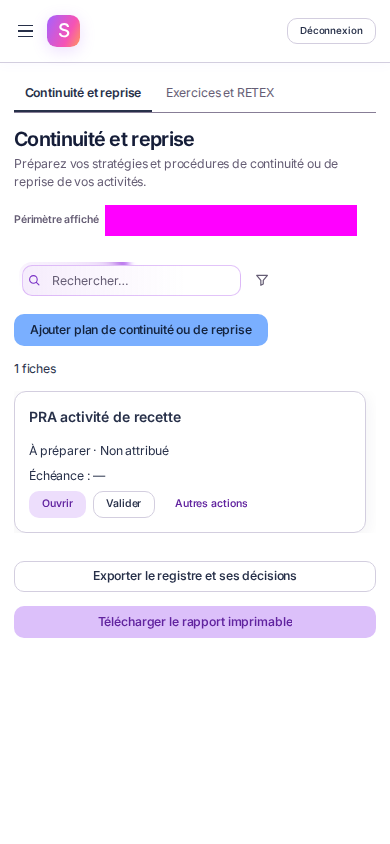 S
Déconnexion
Continuité et reprise
Exercices et RETEX
Continuité et reprise
Préparez vos stratégies et procédures de continuité ou de
reprise de vos activités.
Périmètre affiché
Rechercher...
Ajouter plan de continuité ou de reprise
1 fiches
PRA activité de recette
À préparer · Non attribué
Échéance : —
Ouvrir
Valider
Autres actions
Exporter le registre et ses décisions
Télécharger le rapport imprimable